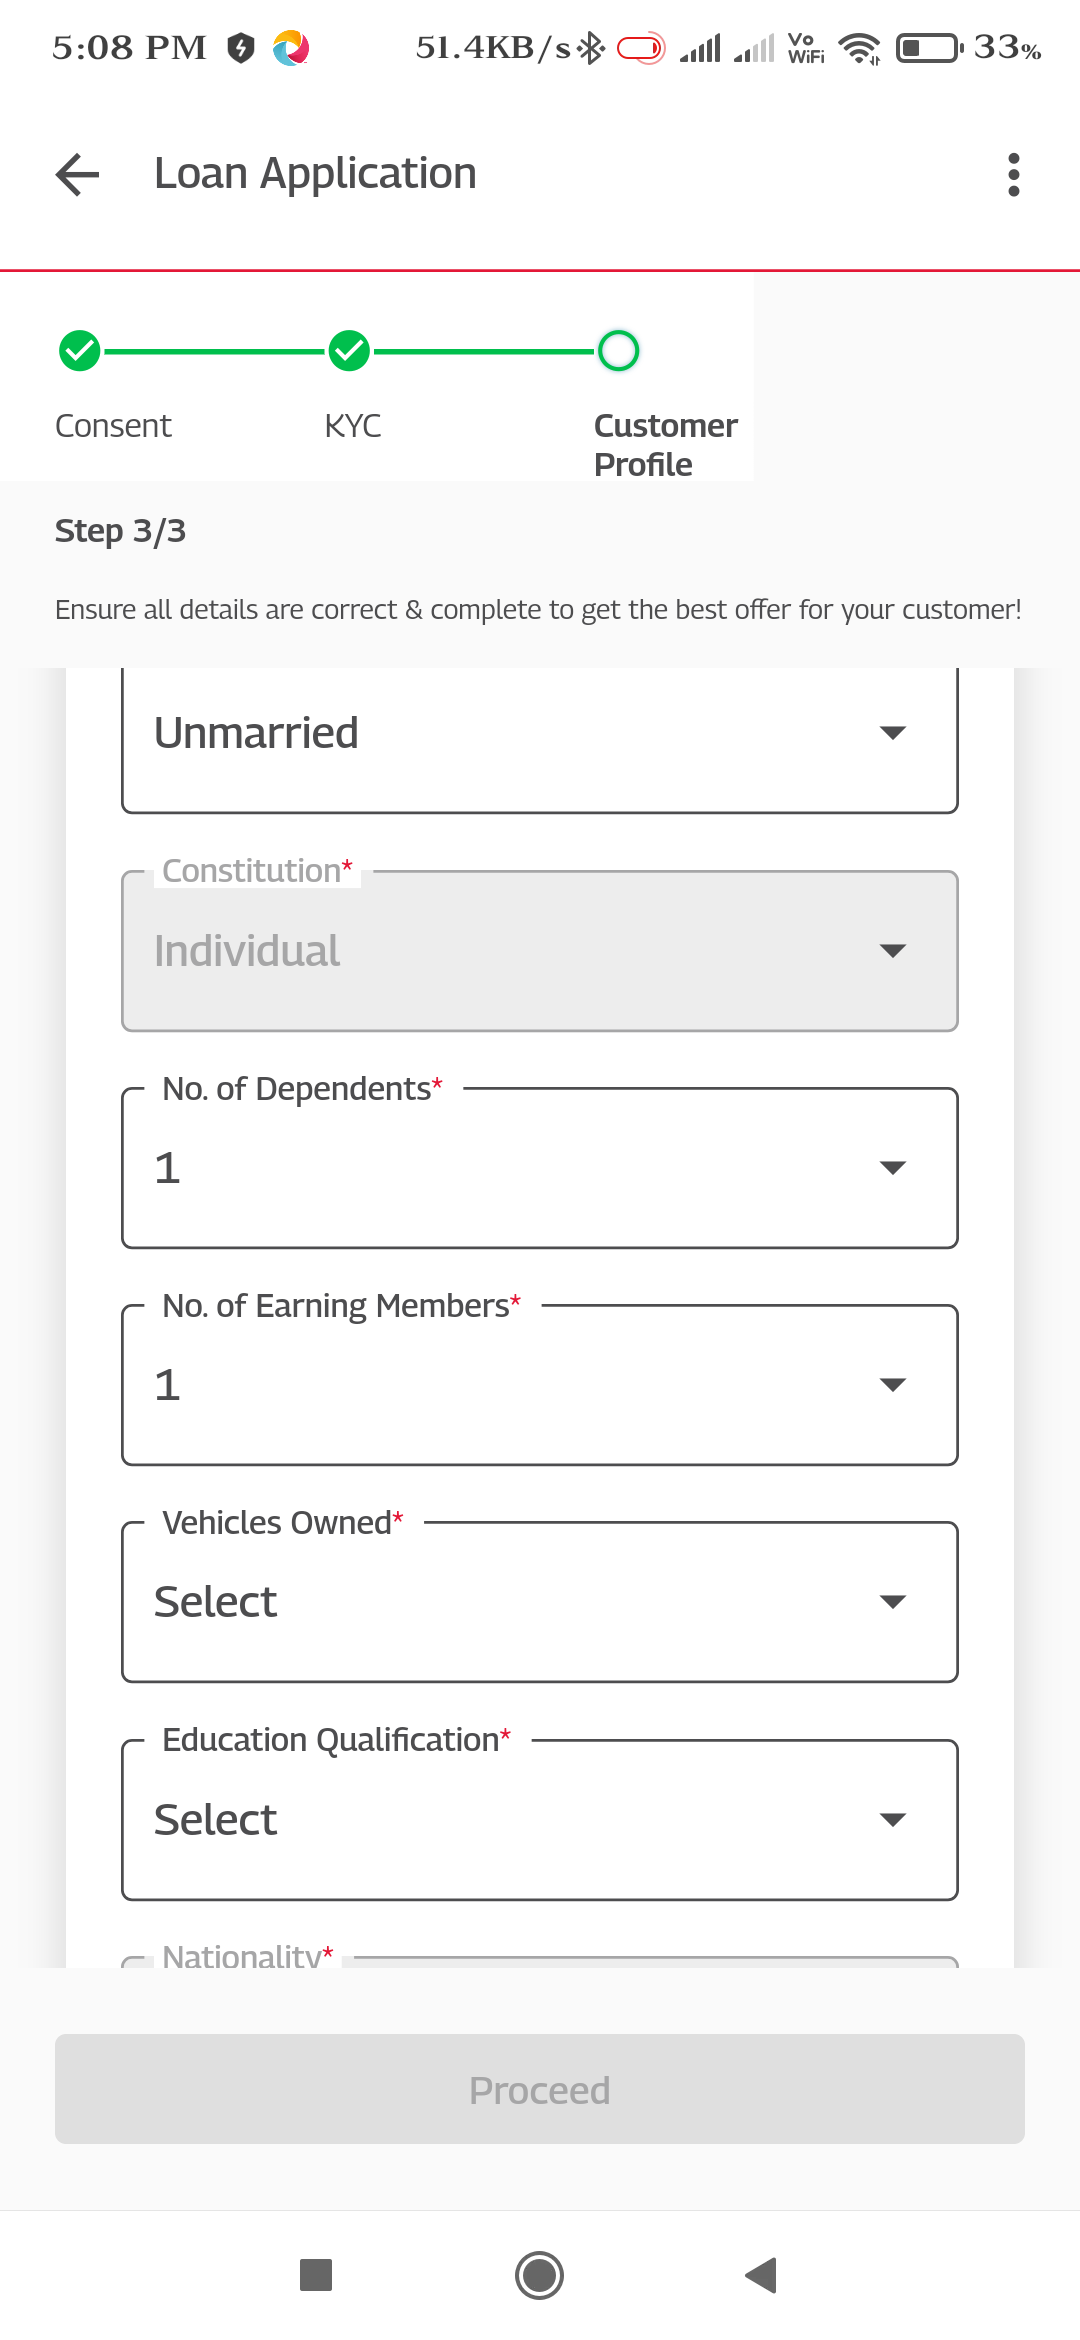 5:08 PM 51.4KB/s Vo WiFi 33%
Loan Application
Consent KYC Customer Profile
Step 3/3
Ensure all details are correct & complete to get the best offer for your customer!
Unmarried
Constitution*
Individual
No. of Dependents*
1
No. of Earning Members*
1
Vehicles Owned*
Select
Education Qualification*
Select
Nationality*
Proceed